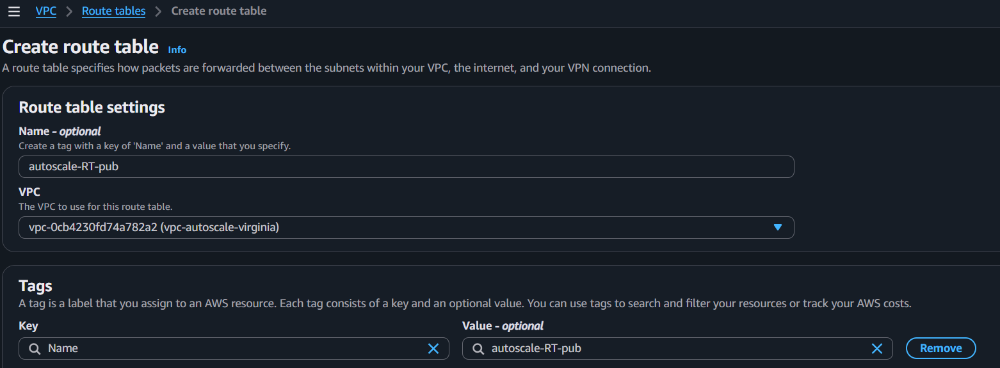 VPC > Route tables > Create route table
Create route table Info
A route table specifies how packets are forwarded between the subnets within your VPC, the internet, and your VPN connection.
Route table settings
Name - optional
Create a tag with a key of 'Name' and a value that you specify.
autoscale-RT-pub
VPC
The VPC to use for this route table.
vpc-0cb4230fd74a782a2 (vpc-autoscale-virginia)
Tags
A tag is a label that you assign to an AWS resource. Each tag consists of a key and an optional value. You can use tags to search and filter your resources or track your AWS costs.
Key Value - optional
Name autoscale-RT-pub Remove